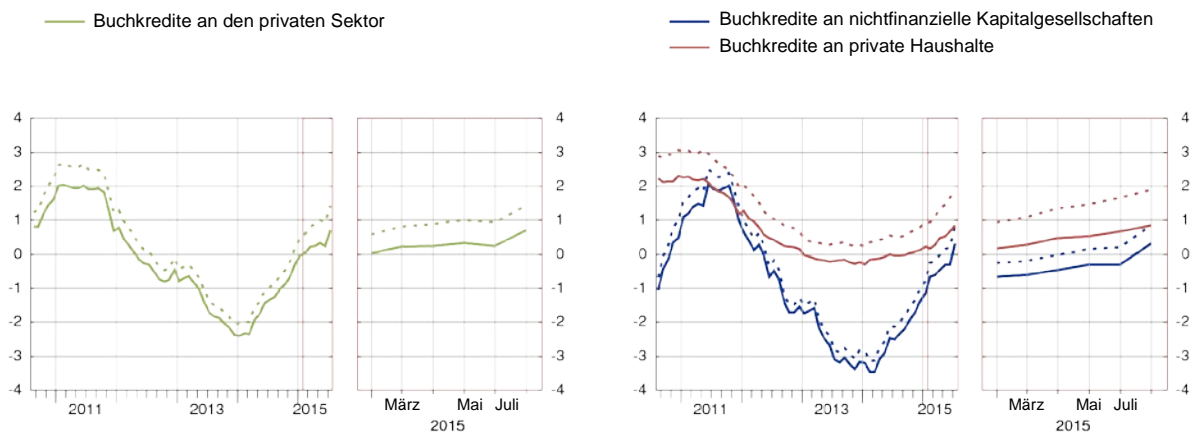 Buchkredite an den privaten Sektor
Buchkredite an nichtfinanzielle Kapitalgesellschaften
Buchkredite an private Haushalte
4 4 4 4 4
3 3 3 3
2 2 2 2
1 1 1 1
0 0 0 0
-1 -1 -1 -1
-2 -2 -2 -2
-3 -3 -3 -3
-4 -4 -4 -4
2011 2013 2015 März Mai Juli 2011 2013 2015 März Mai Juli
2015 2015